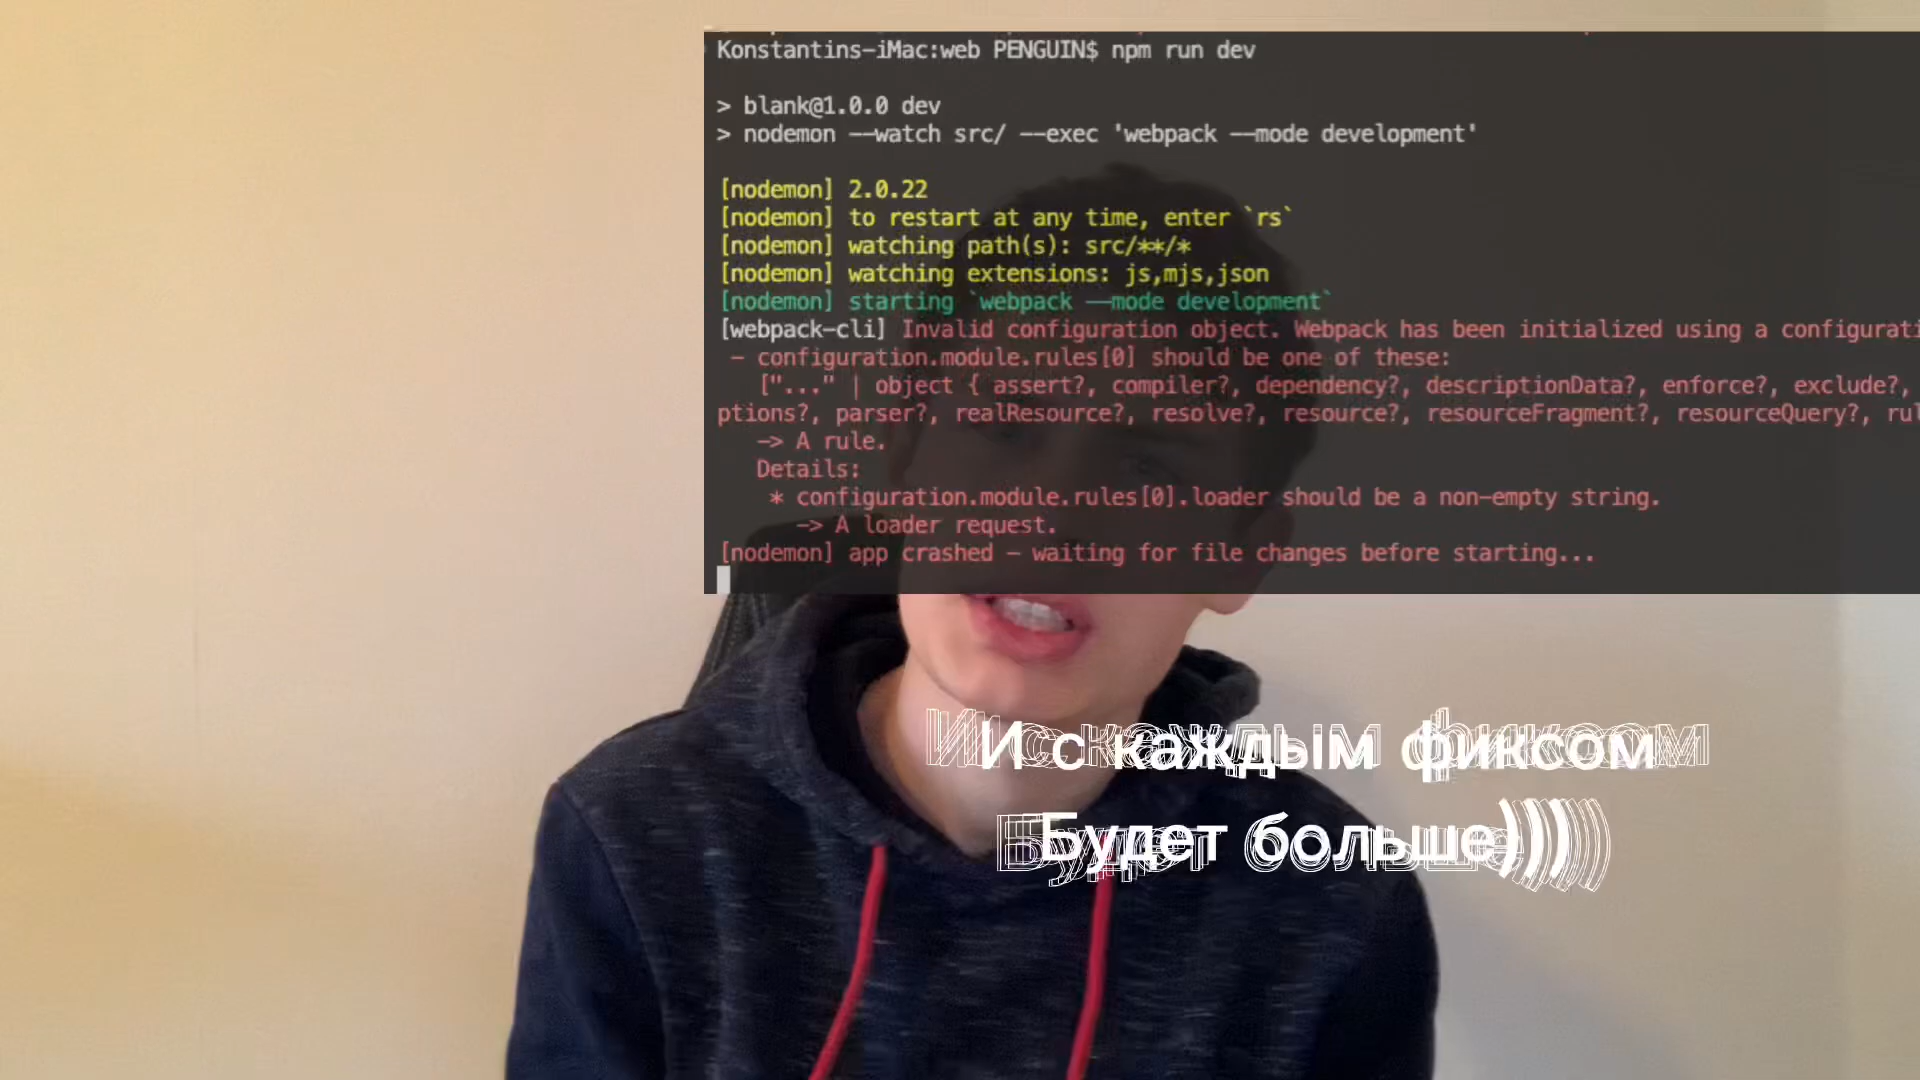 Konstantins-iMac:web PENGUIN$ npm run dev
> blank@1.0.0 dev
> nodemon --watch src/ --exec 'webpack --mode development'
[nodemon] 2.0.22
[nodemon] to restart at any time, enter `rs`
[nodemon] watching path(s): src/**/*
[nodemon] watching extensions: js,mjs,json
[nodemon] starting `webpack --mode development`
[webpack-cli] Invalid configuration object. Webpack has been initialized using a
- configuration.module.rules[0] should be one of these:
["..." | object { assert?, compiler?, dependency?, descriptionData?, enforce?, exclude?,
ptions?, parser?, realResource?, resolve?, resource?, resourceFragment?, resourceQuery?,
-> A rule.
Details:
* configuration.module.rules[0].loader should be a non-empty string.
-> A loader request.
[nodemon] app crashed - waiting for file changes before starting...
И с каждым фиксом
Будет больше))))